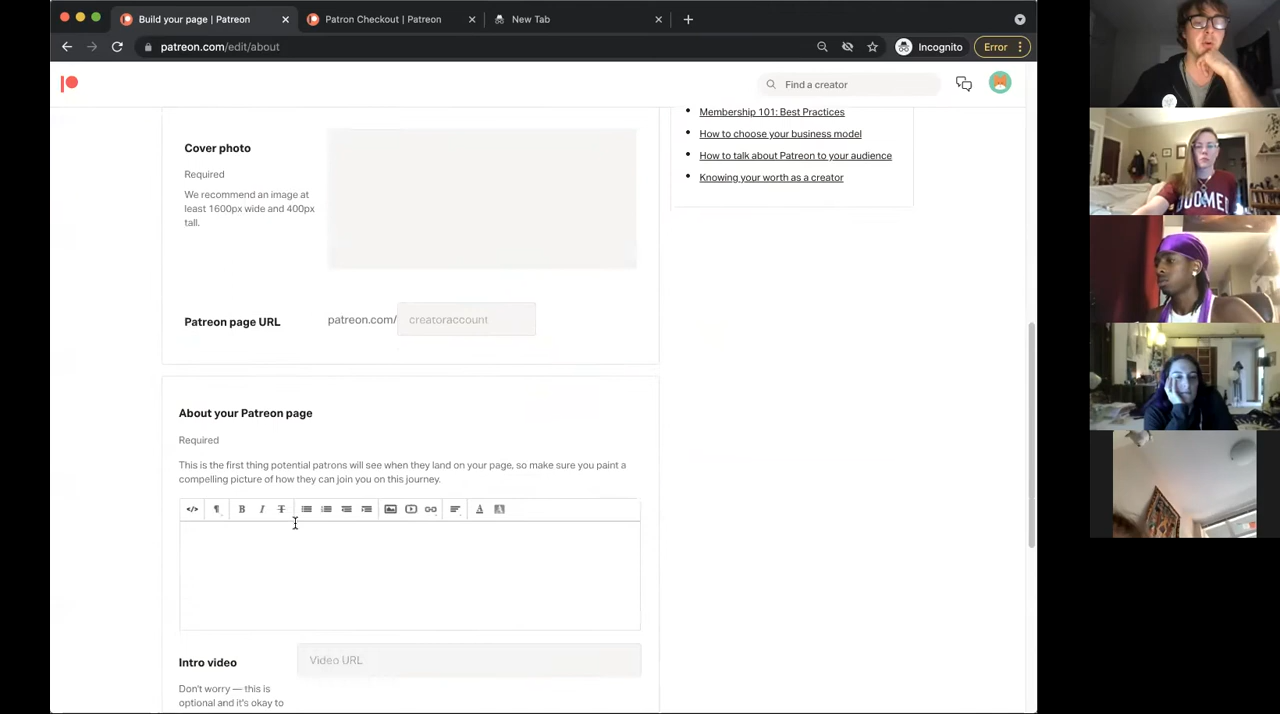 Build your page | Patreon
Patron Checkout | Patreon
New Tab
patreon.com/edit/about
Incognito
Error
Find a creator
Membership 101: Best Practices
How to choose your business model
How to talk about Patreon to your audience
Knowing your worth as a creator
Cover photo
Required
We recommend an image at
least 1600px wide and 400px
tall.
Patreon page URL
patreon.com/
creatoraccount
About your Patreon page
Required
This is the first thing potential patrons will see when they land on your page, so make sure you paint a
compelling picture of how they can join you on this journey.
Intro video
Video URL
Don't worry — this is
optional and it's okay to